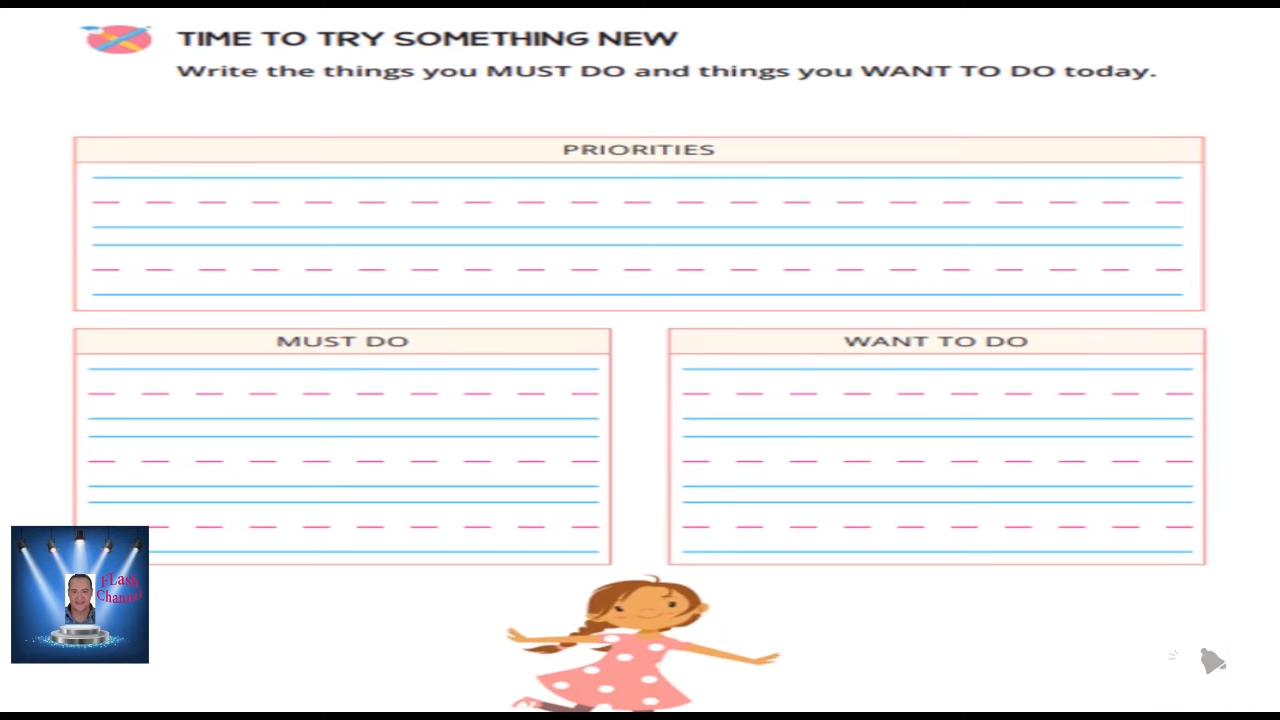 TIME TO TRY SOMETHING NEW
Write the things you MUST DO and things you WANT TO DO today.
PRIORITIES
MUST DO
WANT TO DO
FLash
Channel